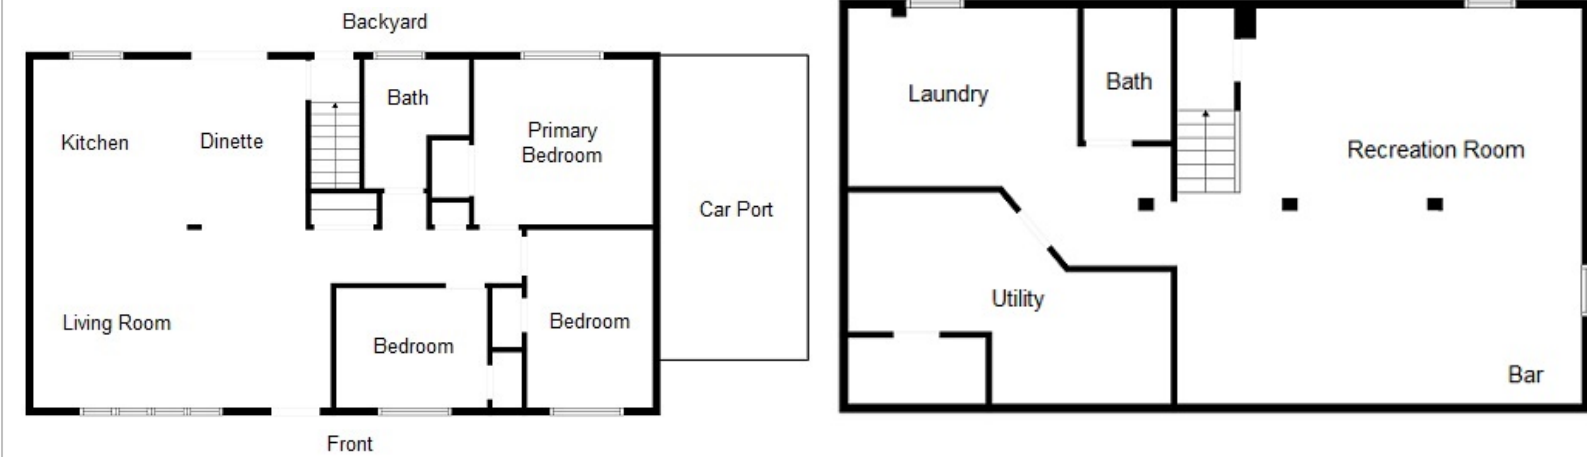 Backyard
Bath
Kitchen
Dinette
Primary
Bedroom
Car Port
Living Room
Bedroom
Bedroom
Front
Laundry
Bath
Recreation Room
Utility
Bar